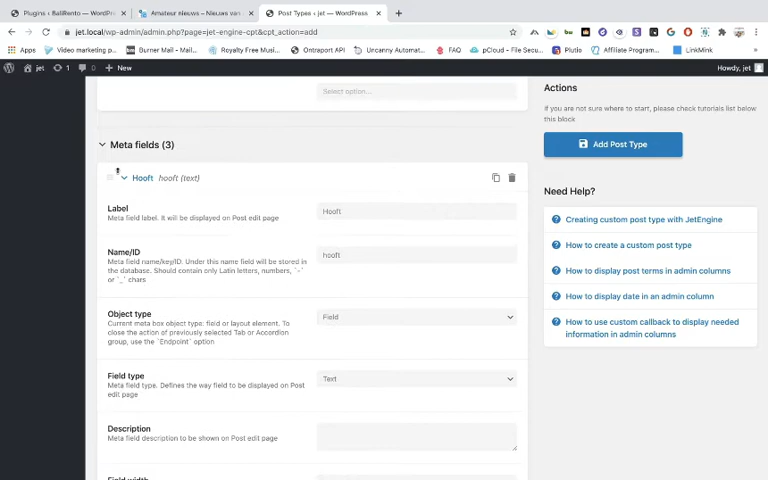 Plugins ‹ BaliRento — WordPr
Amateur nieuws – Nieuws van
Post Types ‹ jet — WordPress
jet.local/wp-admin/admin.php?page=jet-engine-cpt&cpt_action=add
Apps
Video marketing p...
Burner Mail - Mail...
Royalty Free Musi...
Ontraport API
Uncanny Automat...
FAQ
pCloud - File Secu...
Plutio
Affiliate Program...
LinkMink
jet
1
0
New
Howdy, jet
Select option...
Actions
If you are not sure where to start, please check tutorials list below
this block
Add Post Type
Meta fields (3)
Hooft hooft (text)
Need Help?
Label
Meta field label. It will be displayed on Post edit page
Hooft
Creating custom post type with JetEngine
How to create a custom post type
Name/ID
Meta field name/key/ID. Under this name field will be stored in
the database. Should contain only Latin letters, numbers, `-`
or `_` chars
hooft
How to display post terms in admin columns
How to display date in an admin column
How to use custom callback to display needed
information in admin columns
Object type
Current meta box object type: field or layout element. To
close the action of previously selected Tab or Accordion
group, use the `Endpoint` option
Field
Field type
Meta field type. Defines the way field to be displayed on Post
edit page
Text
Description
Meta field description to be shown on Post edit page
Field width